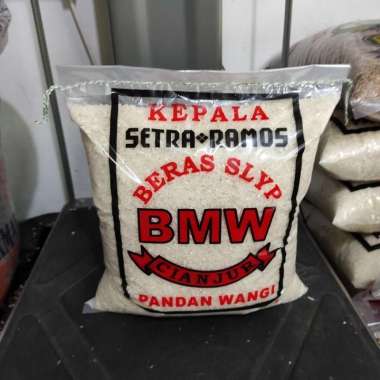 KEPALA
SETRA RAMOS
BERAS SLYP
BMW
CIANJUR
PANDAN WANGI